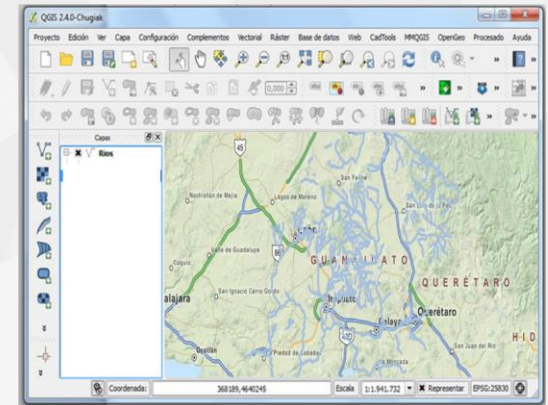 QGIS 2.4.0-Chugiak
Proyecto Edición Ver Capa Configuración Complementos Vectorial Ráster Base de datos Web CadTools MMQGIS OpenGeo Procesado Ayuda
0,000
Capas
Rios
45
San Felipe
Nochistlán de Mejía
Lagos de Moreno
San Luis de la Paz
León
Valle de Guadalupe
GUANAJUATO
Coquio
QUERÉTARO
San Ignacio Cerro Gordo
alajara
Irapuato
Celaya
Querétaro
HID
Ocotlán
Piedad de Cabadas
San Juan del Río
Coordenada: 368189,4640245 Escala 1:1.941.732 Representar EPSG:25830